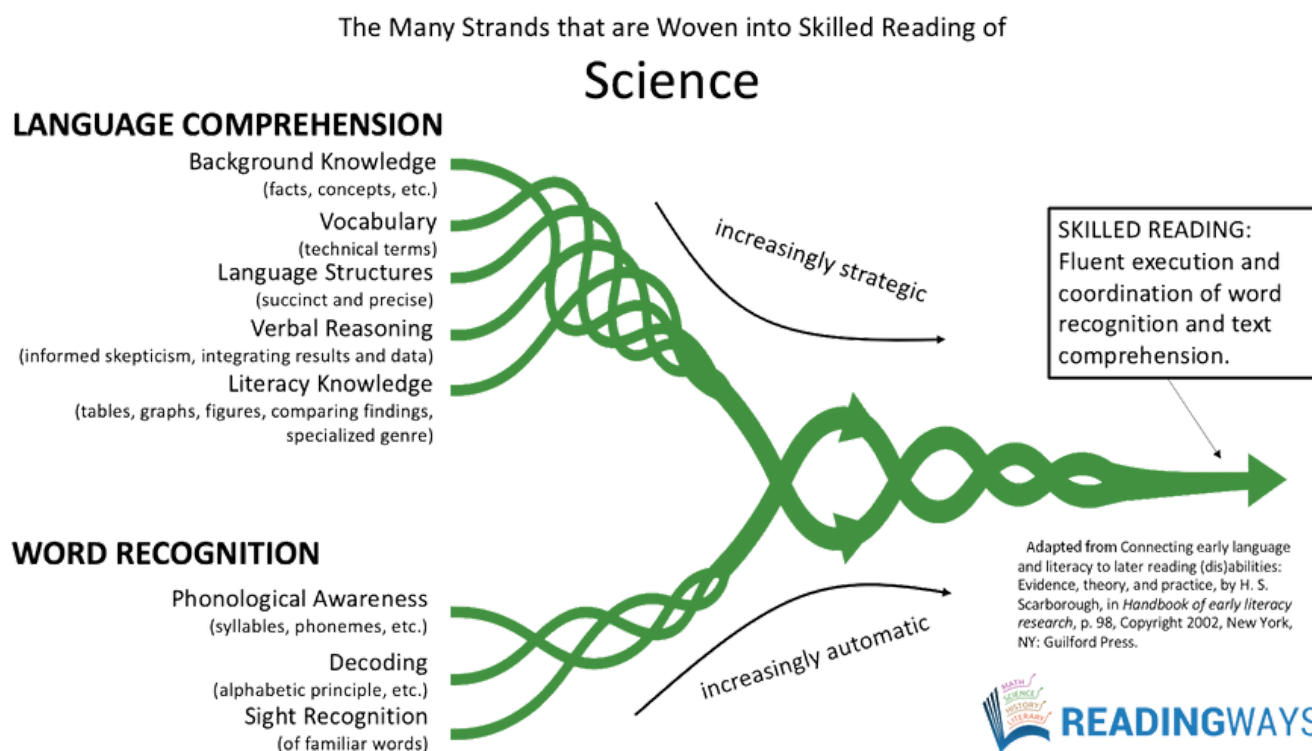 The Many Strands that are Woven into Skilled Reading of
Science
LANGUAGE COMPREHENSION
Background Knowledge
(facts, concepts, etc.)
Vocabulary
(technical terms)
Language Structures
(succinct and precise)
Verbal Reasoning
(informed skepticism, integrating results and data)
Literacy Knowledge
(tables, graphs, figures, comparing findings,
specialized genre)
increasingly strategic
SKILLED READING:
Fluent execution and
coordination of word
recognition and text
comprehension.
WORD RECOGNITION
Phonological Awareness
(syllables, phonemes, etc.)
Decoding
(alphabetic principle, etc.)
Sight Recognition
(of familiar words)
increasingly automatic
Adapted from Connecting early language
and literacy to later reading (dis)abilities:
Evidence, theory, and practice, by H. S.
Scarborough, in Handbook of early literacy
research, p. 98, Copyright 2002, New York,
NY: Guilford Press.
MATH
SCIENCE
HISTORY
LITERARY
READINGWAYS